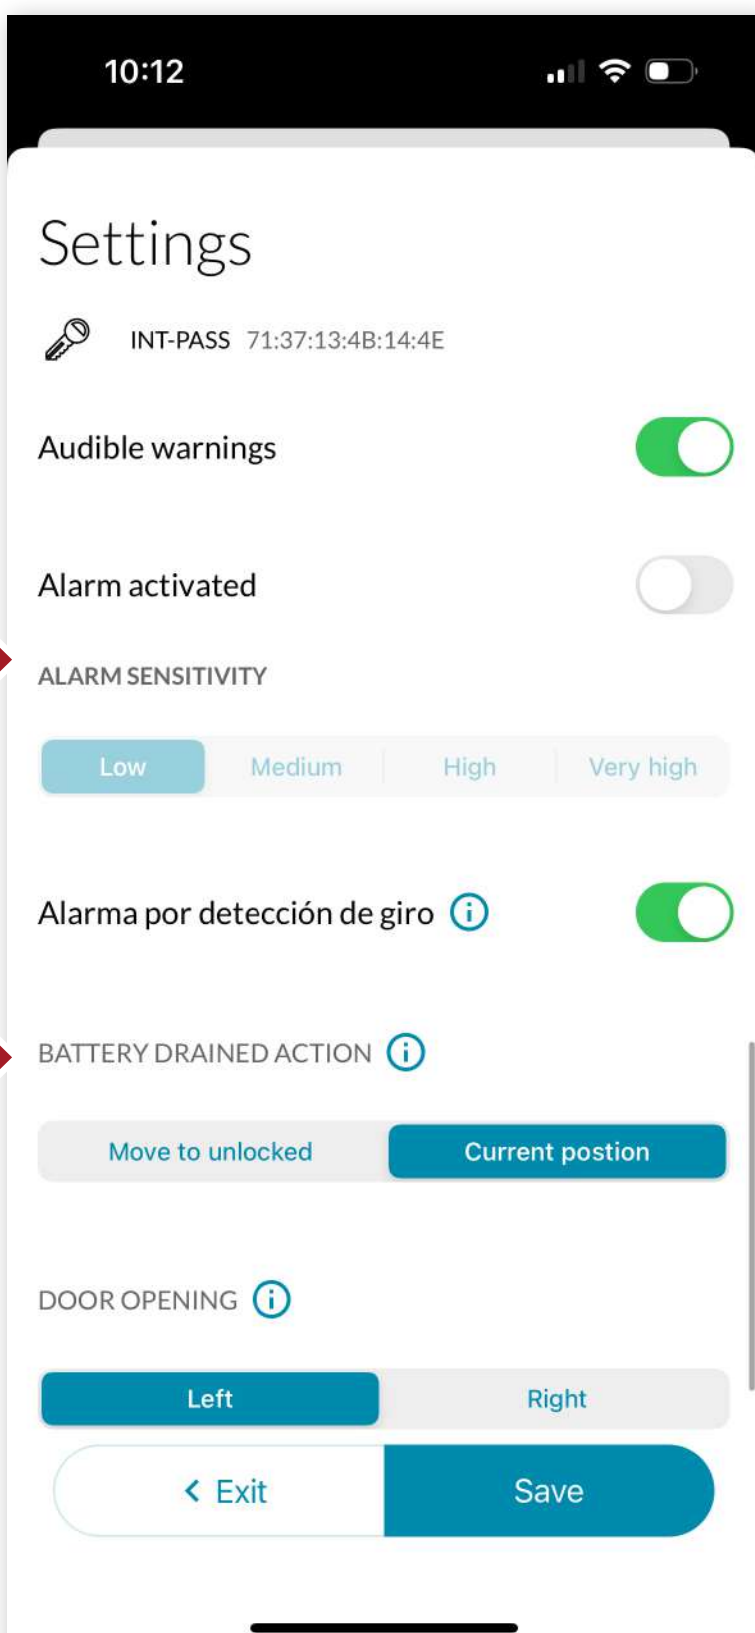 10:12
Settings
INT-PASS 71:37:13:4B:14:4E
Audible warnings
Alarm activated
ALARM SENSITIVITY
Low Medium High Very high
Alarma por detección de giro
BATTERY DRAINED ACTION
Move to unlocked Current postion
DOOR OPENING
Left Right
< Exit Save